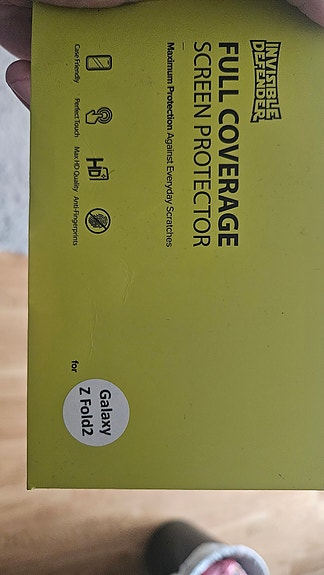 INVISIBLE
DEFENDER
FULL COVERAGE
SCREEN PROTECTOR
Maximum Protection Against Everyday Scratches
HD+
Case Friendly
Perfect Touch
Max HD Quality
Anti-Fingerprints
for
Galaxy
Z Fold2